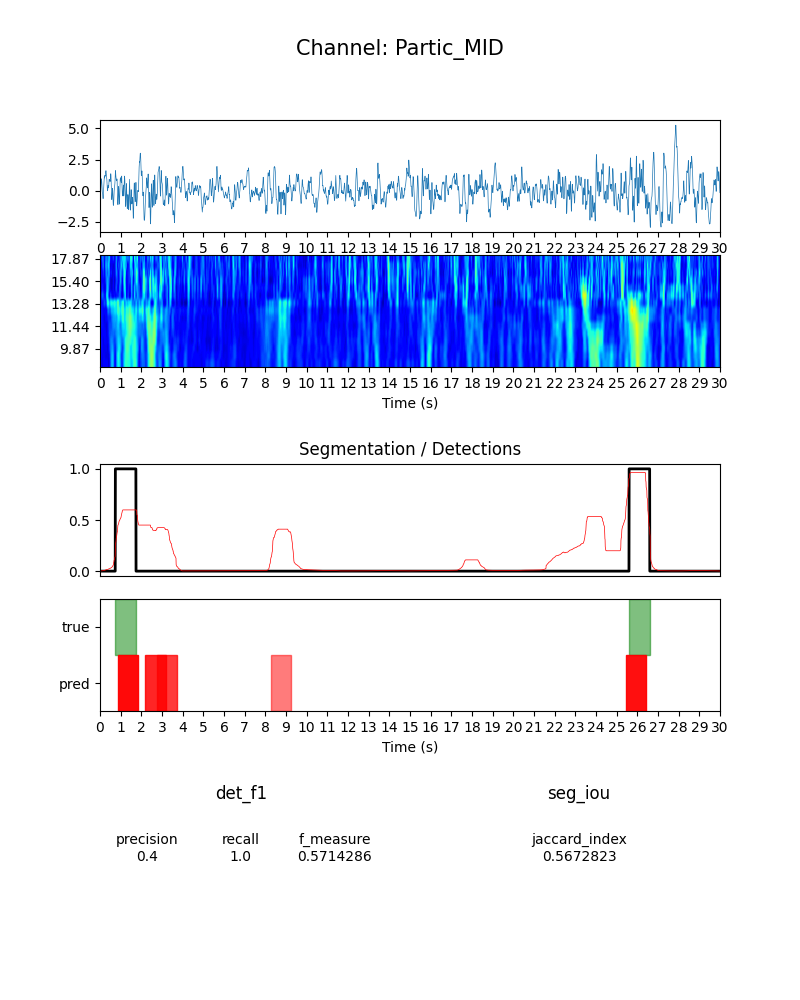 Channel: Partic_MID
5.0
2.5
0.0
−2.5
0 1 2 3 4 5 6 7 8 9 10 11 12 13 14 15 16 17 18 19 20 21 22 23 24 25 26 27 28 29 30
17.87
15.40
13.28
11.44
9.87
0 1 2 3 4 5 6 7 8 9 10 11 12 13 14 15 16 17 18 19 20 21 22 23 24 25 26 27 28 29 30
Time (s)
Segmentation / Detections
1.0
0.5
0.0
true
pred
0 1 2 3 4 5 6 7 8 9 10 11 12 13 14 15 16 17 18 19 20 21 22 23 24 25 26 27 28 29 30
Time (s)
det_f1 seg_iou
precision recall f_measure jaccard_index
0.4 1.0 0.5714286 0.5672823